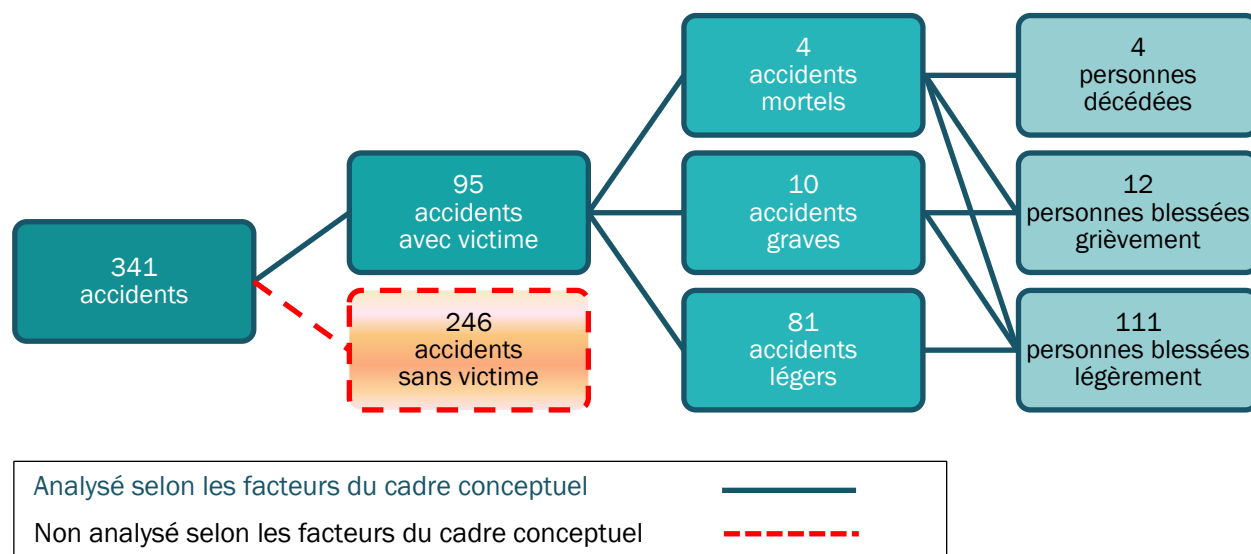 341
accidents
95
accidents
avec victime
246
accidents
sans victime
4
accidents
mortels
10
accidents
graves
81
accidents
légers
4
personnes
décédées
12
personnes blessées
grièvement
111
personnes blessées
légèrement
Analysé selon les facteurs du cadre conceptuel
Non analysé selon les facteurs du cadre conceptuel